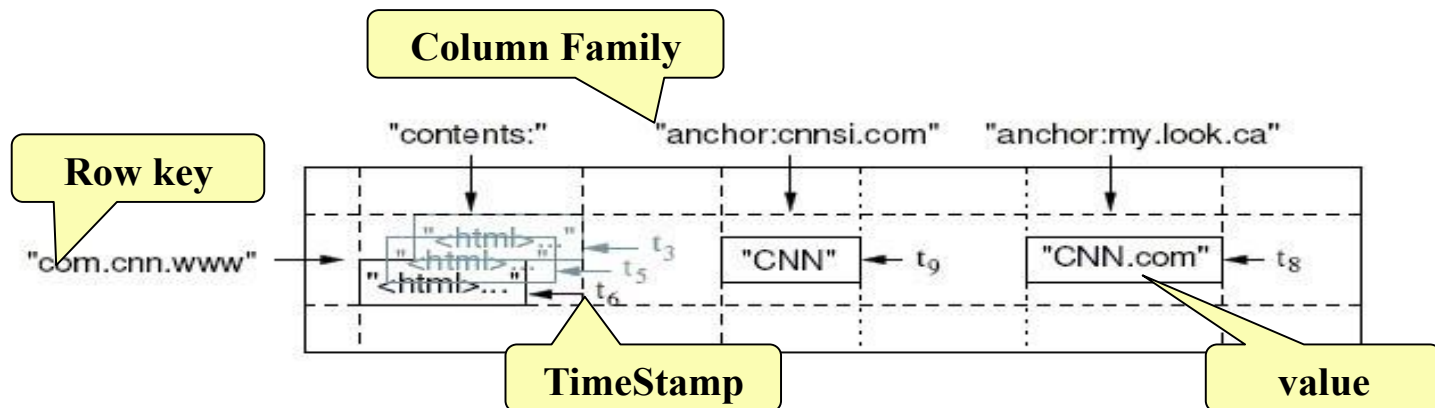 Column Family
"contents:" "anchor:cnnsi.com" "anchor:my.look.ca"
Row key
"<html>..." t3
"com.cnn.www" "<html>..." t5 "CNN" t9 "CNN.com" t8
"<html>..." t6
TimeStamp value